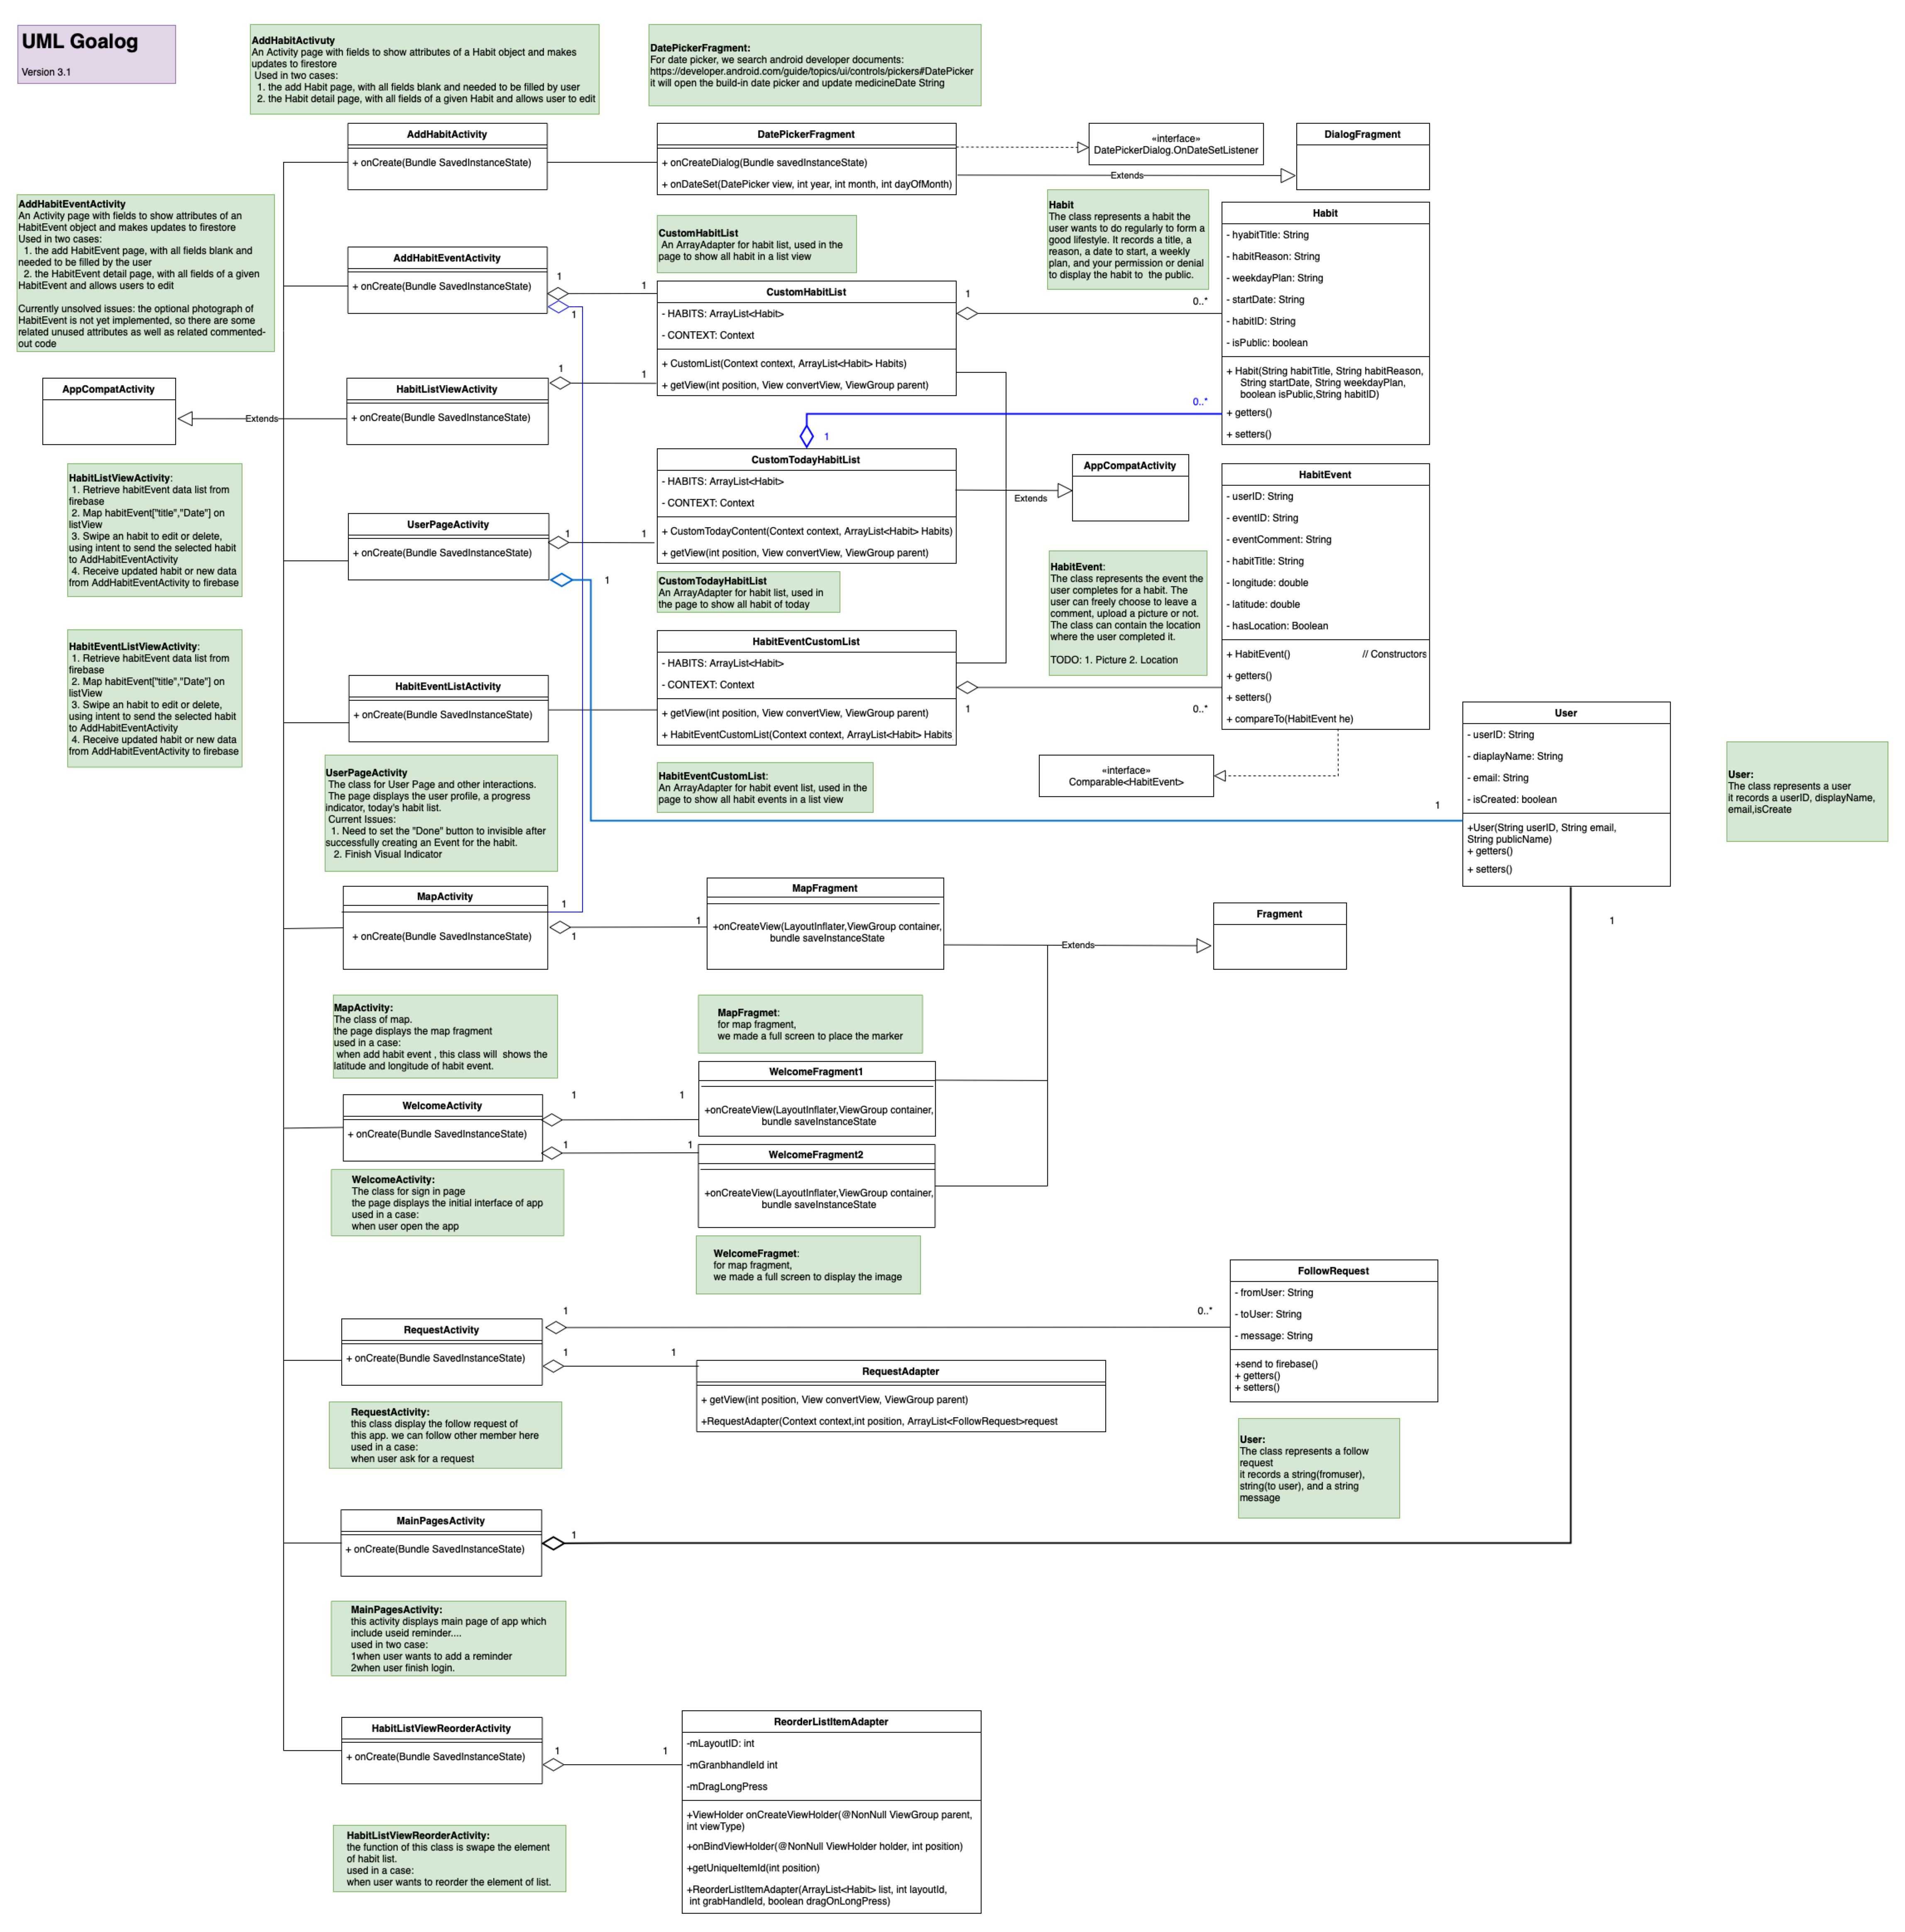 UML Goalog
Version 3.1
AddHabitActivuty
An Activity page with fields to show attributes of a Habit object and makes
updates to firestore
Used in two cases:
1. the add Habit page, with all fields blank and needed to be filled by user
2. the Habit detail page, with all fields of a given Habit and allows user to edit
DatePickerFragment:
For date picker, we search android developer documents:
https://developer.android.com/guide/topics/ui/controls/pickers#DatePicker
it will open the build-in date picker and update medicineDate String
AddHabitActivity
+ onCreate(Bundle SavedInstanceState)
DatePickerFragment
+ onCreateDialog(Bundle savedInstanceState)
+ onDateSet(DatePicker view, int year, int month, int dayOfMonth)
«interface»
DatePickerDialog.OnDateSetListener
DialogFragment
Extends
AddHabitEventActivity
An Activity page with fields to show attributes of an
HabitEvent object and makes updates to firestore
Used in two cases:
1. the add HabitEvent page, with all fields blank and
needed to be filled by the user
2. the HabitEvent detail page, with all fields of a given
HabitEvent and allows users to edit
Currently unsolved issues: the optional photograph of
HabitEvent is not yet implemented, so there are some
related unused attributes as well as related commented-
out code
AddHabitEventActivity
+ onCreate(Bundle SavedInstanceState)
1
1
1
CustomHabitList
An ArrayAdapter for habit list, used in the
page to show all habit in a list view
CustomHabitList
- HABITS: ArrayList<Habit>
- CONTEXT: Context
+ CustomList(Context context, ArrayList<Habit> Habits)
+ getView(int position, View convertView, ViewGroup parent)
1
0..*
Habit
The class represents a habit the
user wants to do regularly to form a
good lifestyle. It records a title, a
reason, a date to start, a weekly
plan, and your permission or denial
to display the habit to the public.
Habit
- hyabitTitle: String
- habitReason: String
- weekdayPlan: String
- startDate: String
- habitID: String
- isPublic: boolean
+ Habit(String habitTitle, String habitReason,
String startDate, String weekdayPlan,
boolean isPublic,String habitID)
+ getters()
+ setters()
AppCompatActivity
Extends
HabitListViewActivity
+ onCreate(Bundle SavedInstanceState)
1
1
0..*
1
HabitListViewActivity:
1. Retrieve habitEvent data list from
firebase
2. Map habitEvent["title","Date"] on
listView
3. Swipe an habit to edit or delete,
using intent to send the selected habit
to AddHabitEventActivity
4. Receive updated habit or new data
from AddHabitEventActivity to firebase
UserPageActivity
+ onCreate(Bundle SavedInstanceState)
1
1
1
CustomTodayHabitList
- HABITS: ArrayList<Habit>
- CONTEXT: Context
+ CustomTodayContent(Context context, ArrayList<Habit> Habits)
+ getView(int position, View convertView, ViewGroup parent)
CustomTodayHabitList
An ArrayAdapter for habit list, used in
the page to show all habit of today
Extends
AppCompatActivity
HabitEvent:
The class represents the event the
user completes for a habit. The
user can freely choose to leave a
comment, upload a picture or not.
The class can contain the location
where the user completed it.
TODO: 1. Picture 2. Location
HabitEvent
- userID: String
- eventID: String
- eventComment: String
- habitTitle: String
- longitude: double
- latitude: double
- hasLocation: Boolean
+ HabitEvent() // Constructors
+ getters()
+ setters()
+ compareTo(HabitEvent he)
HabitEventListViewActivity:
1. Retrieve habitEvent data list from
firebase
2. Map habitEvent["title","Date"] on
listView
3. Swipe an habit to edit or delete,
using intent to send the selected habit
to AddHabitEventActivity
4. Receive updated habit or new data
from AddHabitEventActivity to firebase
HabitEventListActivity
+ onCreate(Bundle SavedInstanceState)
HabitEventCustomList
- HABITS: ArrayList<Habit>
- CONTEXT: Context
+ getView(int position, View convertView, ViewGroup parent)
+ HabitEventCustomList(Context context, ArrayList<Habit> Habits
1
0..*
HabitEventCustomList:
An ArrayAdapter for habit event list, used in the
page to show all habit events in a list view
«interface»
Comparable<HabitEvent>
User
- userID: String
- diaplayName: String
- email: String
- isCreated: boolean
+User(String userID, String email,
String publicName)
+ getters()
+ setters()
1
1
User:
The class represents a user
it records a userID, displayName,
email,isCreate
UserPageActivity
The class for User Page and other interactions.
The page displays the user profile, a progress
indicator, today's habit list.
Current Issues:
1. Need to set the "Done" button to invisible after
successfully creating an Event for the habit.
2. Finish Visual Indicator
MapActivity
+ onCreate(Bundle SavedInstanceState)
1
1
1
MapFragment
+onCreateView(LayoutInflater,ViewGroup container,
bundle saveInstanceState
Extends
Fragment
MapActivity:
The class of map.
the page displays the map fragment
used in a case:
when add habit event , this class will shows the
latitude and longitude of habit event.
MapFragmet:
for map fragment,
we made a full screen to place the marker
WelcomeActivity
+ onCreate(Bundle SavedInstanceState)
1
1
1
1
WelcomeFragment1
+onCreateView(LayoutInflater,ViewGroup container,
bundle saveInstanceState
WelcomeFragment2
+onCreateView(LayoutInflater,ViewGroup container,
bundle saveInstanceState
WelcomeActivity:
The class for sign in page
the page displays the initial interface of app
used in a case:
when user open the app
WelcomeFragmet:
for map fragment,
we made a full screen to display the image
RequestActivity
+ onCreate(Bundle SavedInstanceState)
1
0..*
1
1
FollowRequest
- fromUser: String
- toUser: String
- message: String
+send to firebase()
+ getters()
+ setters()
RequestAdapter
+ getView(int position, View convertView, ViewGroup parent)
+RequestAdapter(Context context,int position, ArrayList<FollowRequest>request
RequestActivity:
this class display the follow request of
this app. we can follow other member here
used in a case:
when user ask for a request
User:
The class represents a follow
request
it records a string(fromuser),
string(to user), and a string
message
MainPagesActivity
+ onCreate(Bundle SavedInstanceState)
1
MainPagesActivity:
this activity displays main page of app which
include useid reminder....
used in two case:
1when user wants to add a reminder
2when user finish login.
HabitListViewReorderActivity
+ onCreate(Bundle SavedInstanceState)
1
1
ReorderListItemAdapter
-mLayoutID: int
-mGranbhandleId int
-mDragLongPress
+ViewHolder onCreateViewHolder(@NonNull ViewGroup parent,
int viewType)
+onBindViewHolder(@NonNull ViewHolder holder, int position)
+getUniqueItemId(int position)
+ReorderListItemAdapter(ArrayList<Habit> list, int layoutId,
int grabHandleId, boolean dragOnLongPress)
HabitListViewReorderActivity:
the function of this class is swape the element
of habit list.
used in a case:
when user wants to reorder the element of list.